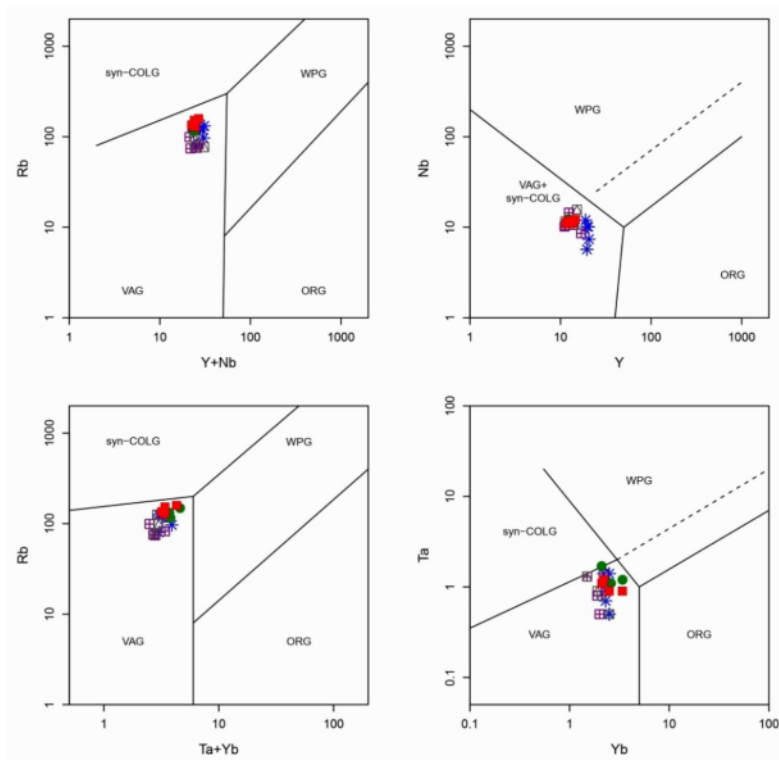 1000
syn−COLG
WPG
100
Rb
10
VAG
ORG
1
1
10
100
1000
Y+Nb
1000
WPG
100
Nb
VAG+
syn−COLG
10
ORG
1
1
10
100
1000
Y
1000
syn−COLG
WPG
100
Rb
10
VAG
ORG
1
1
10
100
Ta+Yb
100
WPG
10
syn−COLG
Ta
1
VAG
ORG
0.1
0.1
1
10
100
Yb